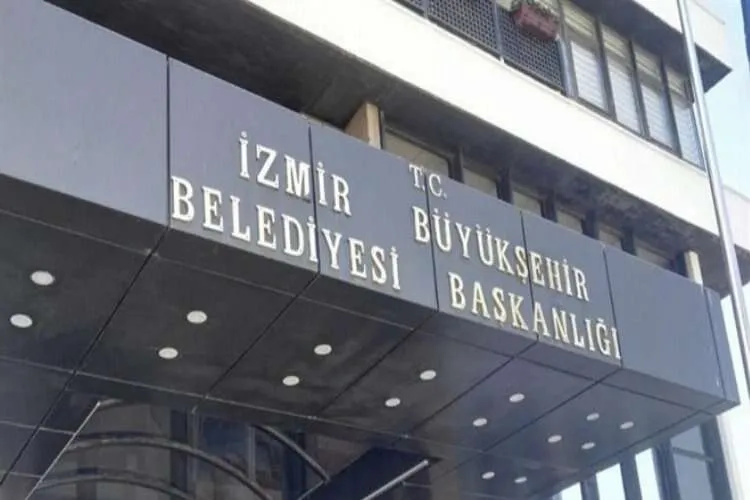 T.C.
İZMİR BÜYÜKŞEHİR
BELEDİYESİ BAŞKANLIĞI